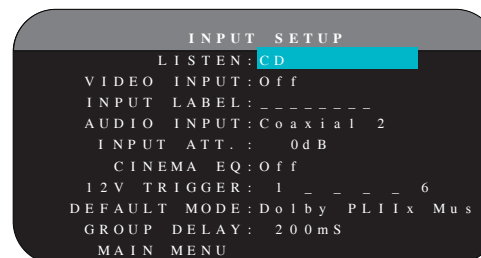 INPUT SETUP
LISTEN:CD
VIDEO INPUT:Off
INPUT LABEL:________
AUDIO INPUT:Coaxial 2
INPUT ATT.: 0dB
CINEMA EQ:Off
12V TRIGGER: 1 _ _ _ _ 6
DEFAULT MODE:Dolby PLIIx Mus
GROUP DELAY: 200mS
MAIN MENU